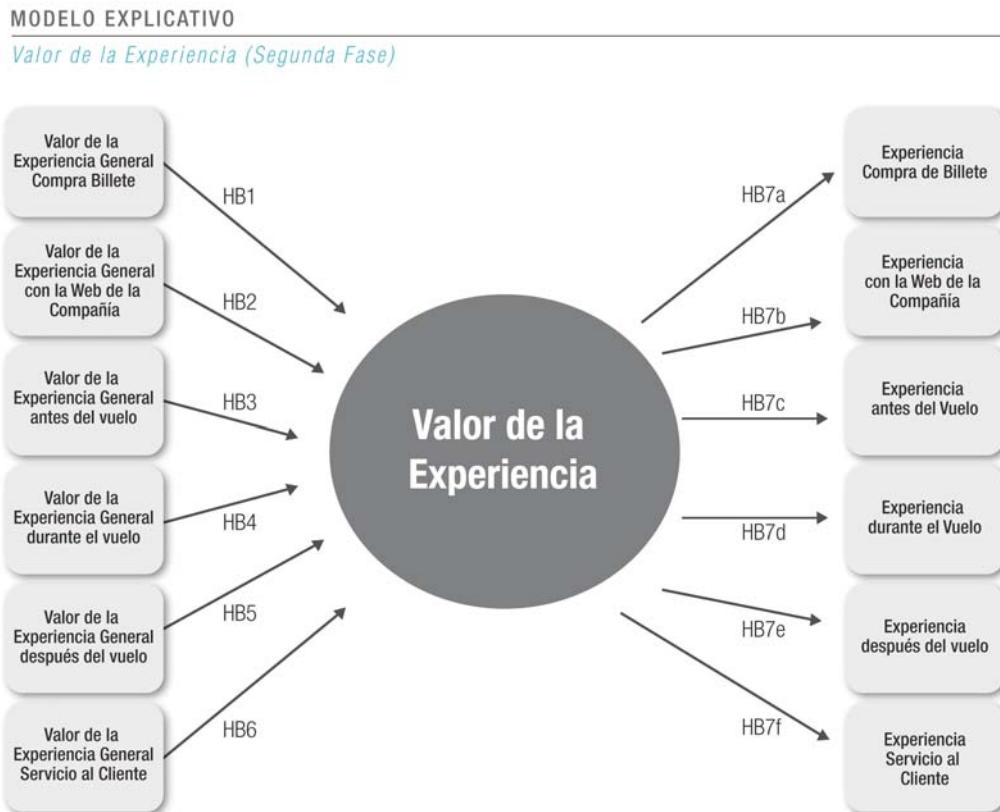 MODELO EXPLICATIVO
Valor de la Experiencia (Segunda Fase)
Valor de la
Experiencia General
Compra Billete
Valor de la
Experiencia General
con la Web de la
Compañía
Valor de la
Experiencia General
antes del vuelo
Valor de la
Experiencia General
durante el vuelo
Valor de la
Experiencia General
después del vuelo
Valor de la
Experiencia General
Servicio al Cliente
HB1
HB2
HB3
HB4
HB5
HB6
Valor de la
Experiencia
HB7a
HB7b
HB7c
HB7d
HB7e
HB7f
Experiencia
Compra de Billete
Experiencia
con la Web de la
Compañía
Experiencia
antes del Vuelo
Experiencia
durante el Vuelo
Experiencia
después del vuelo
Experiencia
Servicio al
Cliente